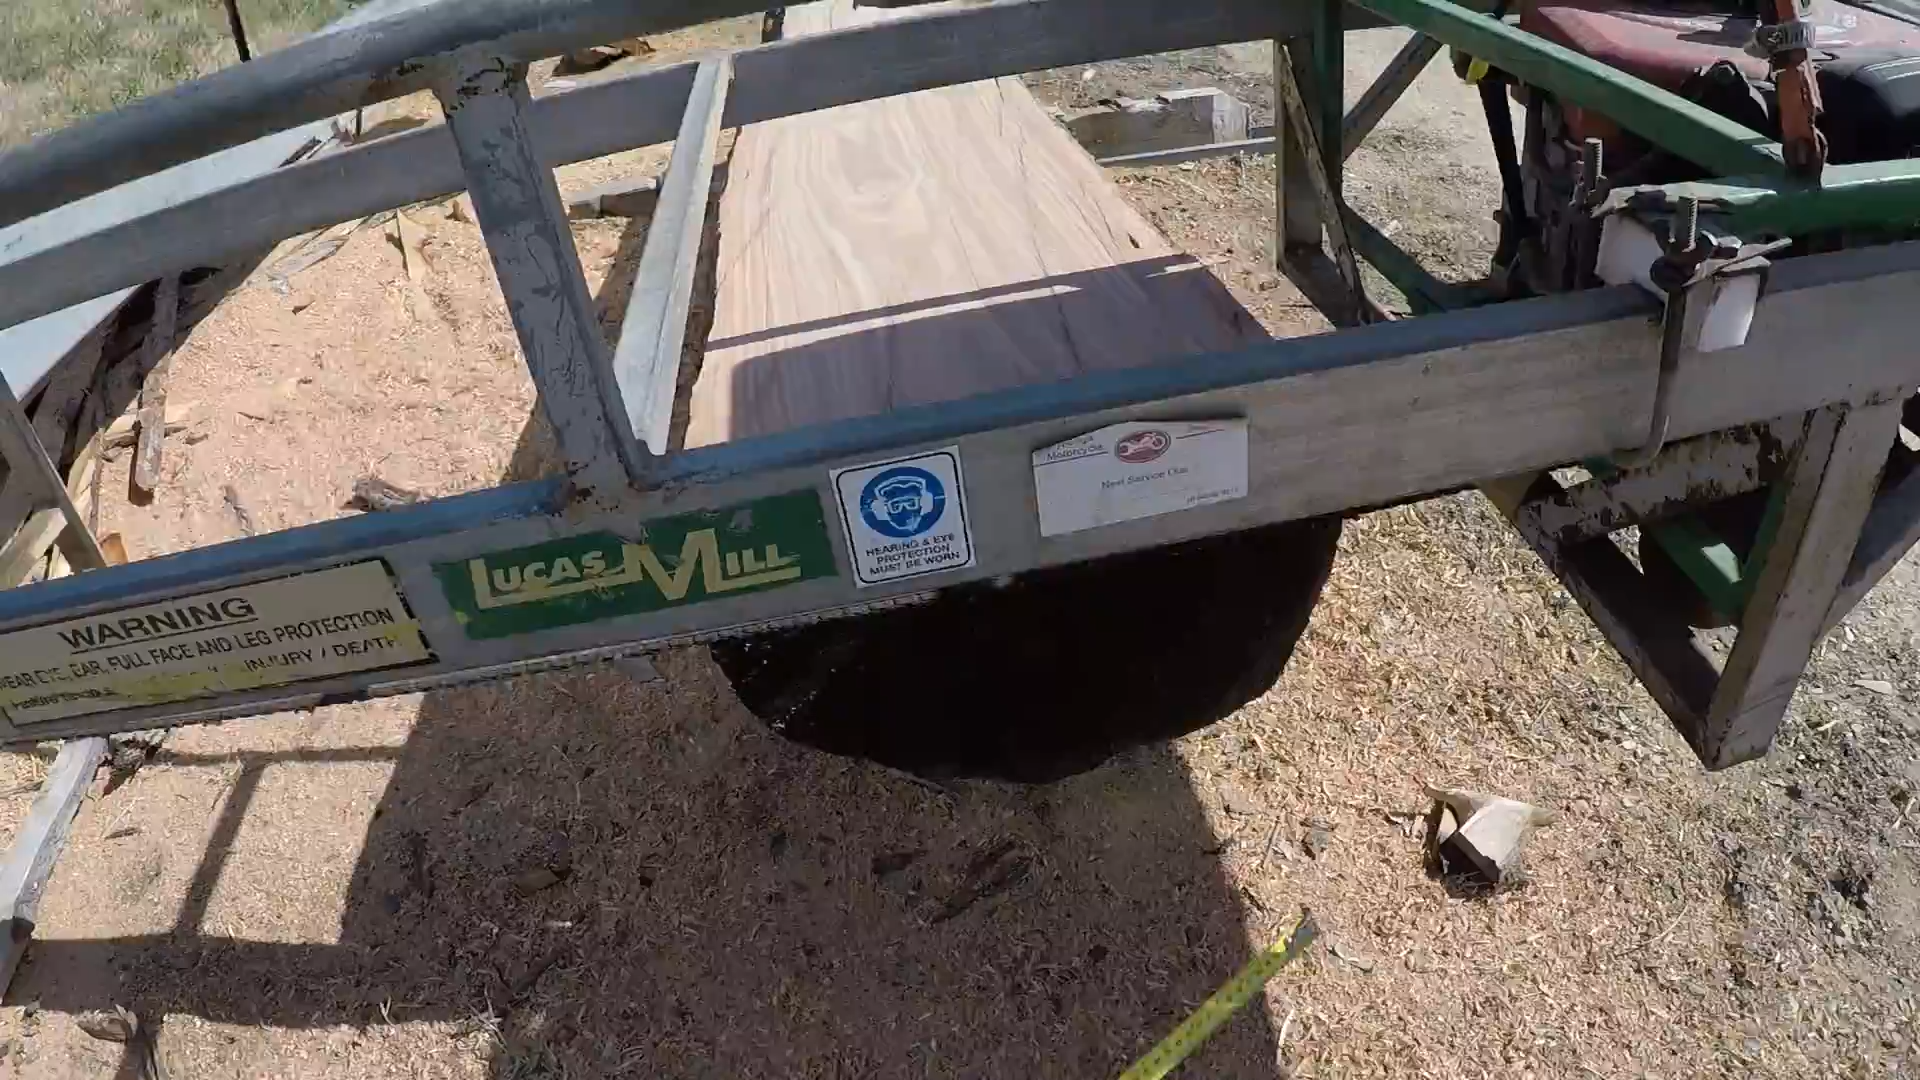 WARNING
WEAR EYE, EAR, FULL FACE AND LEG PROTECTION
INJURY / DEATH
LUCAS MILL
HEARING & EYE
PROTECTION
MUST BE WORN
Motorcycles
Next Service Due